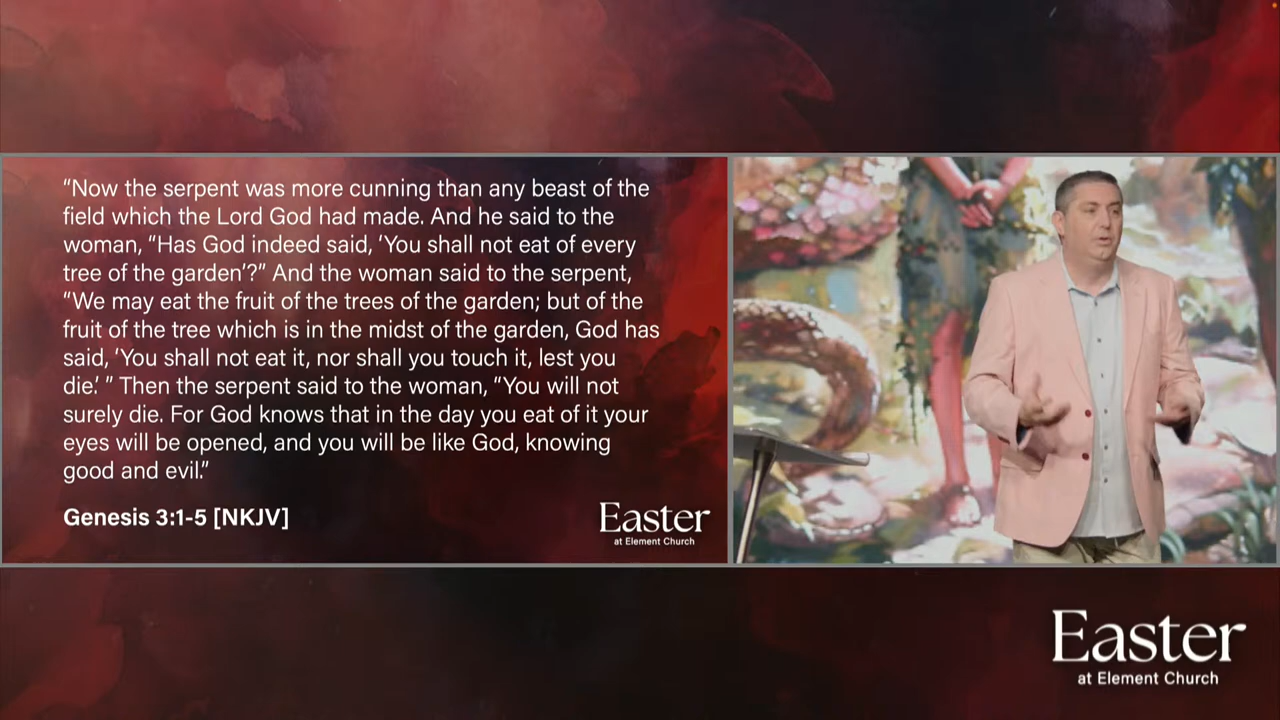 “Now the serpent was more cunning than any beast of the
field which the Lord God had made. And he said to the
woman, “Has God indeed said, ‘You shall not eat of every
tree of the garden’?” And the woman said to the serpent,
“We may eat the fruit of the trees of the garden; but of the
fruit of the tree which is in the midst of the garden, God has
said, ‘You shall not eat it, nor shall you touch it, lest you
die.’ ” Then the serpent said to the woman, “You will not
surely die. For God knows that in the day you eat of it your
eyes will be opened, and you will be like God, knowing
good and evil.”
Genesis 3:1-5 [NKJV]
Easter
at Element Church
Easter
at Element Church